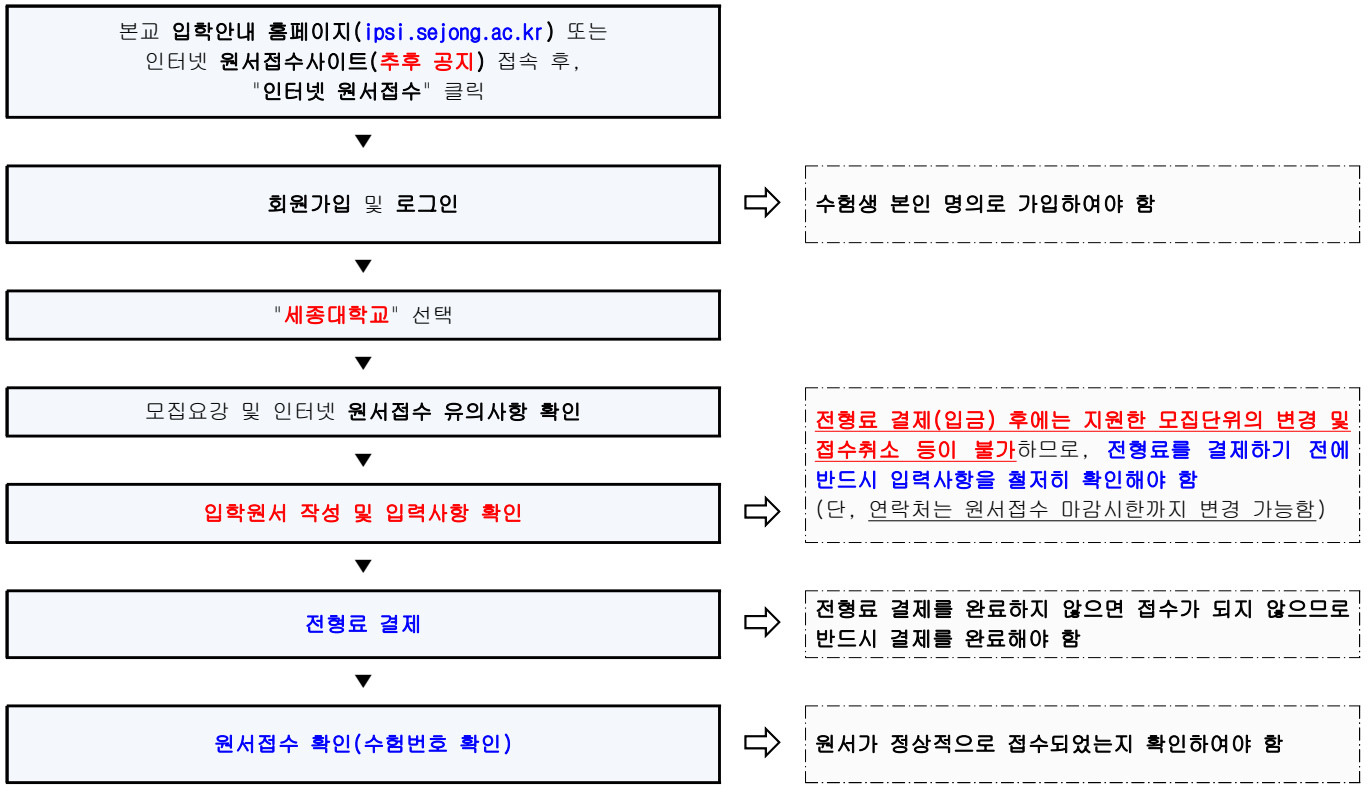 본교 입학안내 홈페이지(ipsi.sejong.ac.kr) 또는
인터넷 원서접수사이트(추후 공지) 접속 후,
"인터넷 원서접수" 클릭
▼
회원가입 및 로그인
수험생 본인 명의로 가입하여야 함
▼
"세종대학교" 선택
▼
모집요강 및 인터넷 원서접수 유의사항 확인
▼
입학원서 작성 및 입력사항 확인
전형료 결제(입금) 후에는 지원한 모집단위의 변경 및
접수취소 등이 불가하므로, 전형료를 결제하기 전에
반드시 입력사항을 철저히 확인해야 함
(단, 연락처는 원서접수 마감시한까지 변경 가능함)
▼
전형료 결제
전형료 결제를 완료하지 않으면 접수가 되지 않으므로
반드시 결제를 완료해야 함
▼
원서접수 확인(수험번호 확인)
원서가 정상적으로 접수되었는지 확인하여야 함